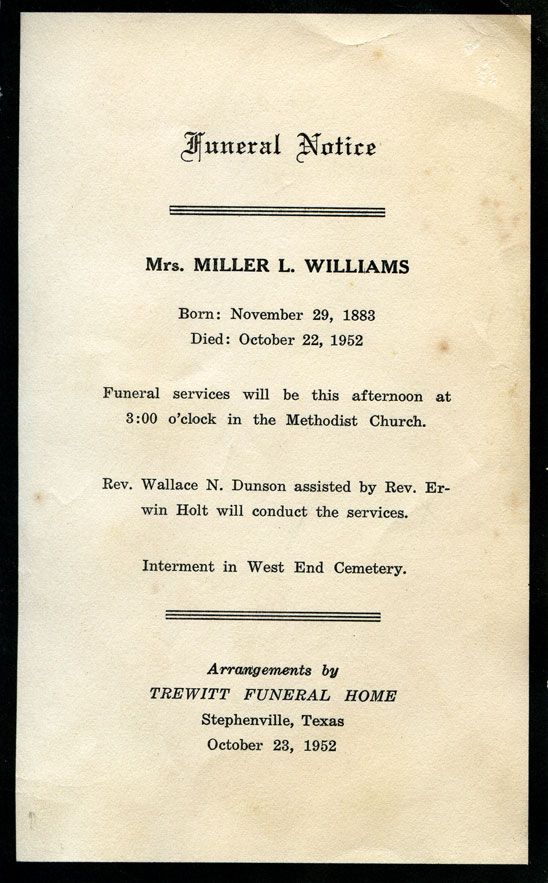 Funeral Notice
Mrs. MILLER L. WILLIAMS
Born: November 29, 1883
Died: October 22, 1952
Funeral services will be this afternoon at
3:00 o'clock in the Methodist Church.
Rev. Wallace N. Dunson assisted by Rev. Er-
win Holt will conduct the services.
Interment in West End Cemetery.
Arrangements by
TREWITT FUNERAL HOME
Stephenville, Texas
October 23, 1952